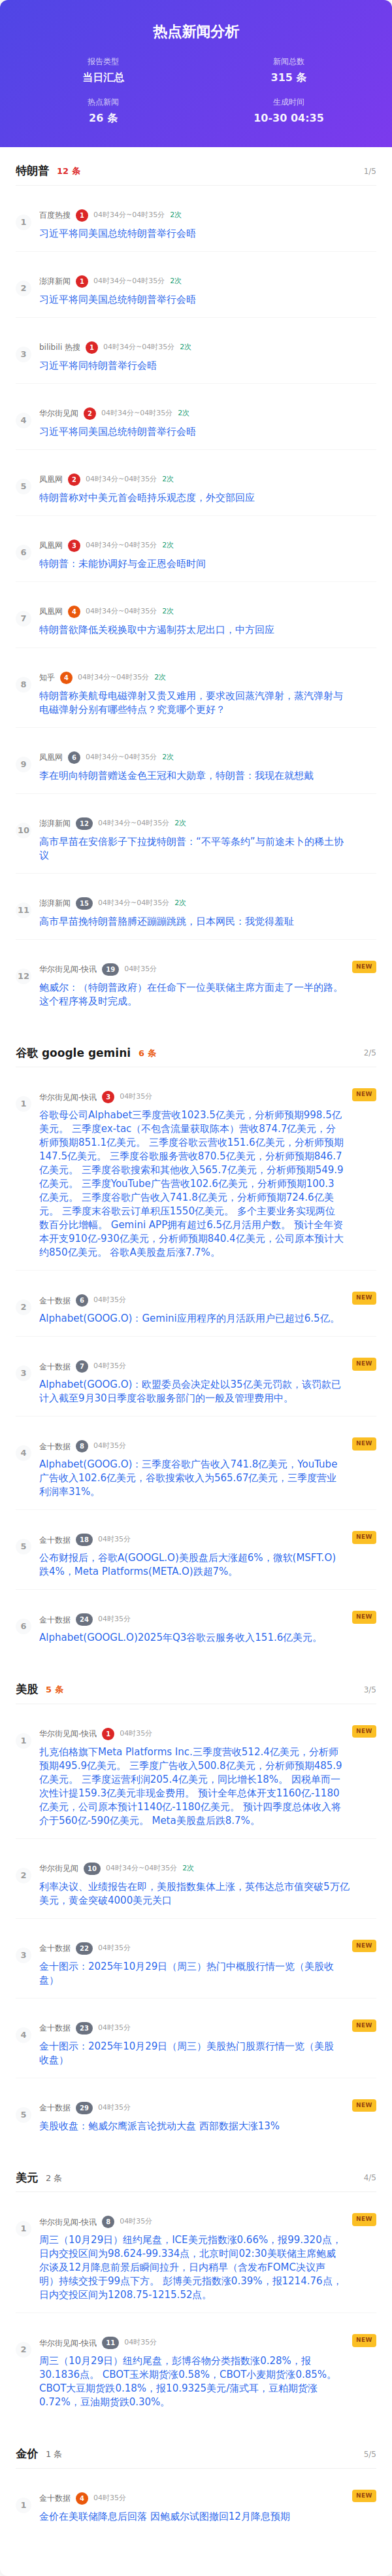 热点新闻分析
报告类型
新闻总数
当日汇总
315 条
热点新闻
生成时间
26 条
10-30 04:35
特朗普 12 条 1/5
1
百度热搜 1 04时34分~04时35分 2次
习近平将同美国总统特朗普举行会晤
2
澎湃新闻 1 04时34分~04时35分 2次
习近平将同美国总统特朗普举行会晤
3
bilibili 热搜 1 04时34分~04时35分 2次
习近平将同特朗普举行会晤
4
华尔街见闻 2 04时34分~04时35分 2次
习近平将同美国总统特朗普举行会晤
5
凤凰网 2 04时34分~04时35分 2次
特朗普称对中美元首会晤持乐观态度，外交部回应
6
凤凰网 3 04时34分~04时35分 2次
特朗普：未能协调好与金正恩会晤时间
7
凤凰网 4 04时34分~04时35分 2次
特朗普欲降低关税换取中方遏制芬太尼出口，中方回应
8
知乎 4 04时34分~04时35分 2次
特朗普称美航母电磁弹射又贵又难用，要求改回蒸汽弹射，蒸汽弹射与
电磁弹射分别有哪些特点？究竟哪个更好？
9
凤凰网 6 04时34分~04时35分 2次
李在明向特朗普赠送金色王冠和大勋章，特朗普：我现在就想戴
10
澎湃新闻 12 04时34分~04时35分 2次
高市早苗在安倍影子下拉拢特朗普：“不平等条约”与前途未卜的稀土协
议
11
澎湃新闻 15 04时34分~04时35分 2次
高市早苗挽特朗普胳膊还蹦蹦跳跳，日本网民：我觉得羞耻
12
华尔街见闻-快讯 19 04时35分 NEW
鲍威尔：（特朗普政府）在任命下一位美联储主席方面走了一半的路。
这个程序将及时完成。
谷歌 google gemini 6 条 2/5
1
华尔街见闻-快讯 3 04时35分 NEW
谷歌母公司Alphabet三季度营收1023.5亿美元，分析师预期998.5亿
美元。 三季度ex-tac（不包含流量获取陈本）营收874.7亿美元，分
析师预期851.1亿美元。 三季度谷歌云营收151.6亿美元，分析师预期
147.5亿美元。 三季度谷歌服务营收870.5亿美元，分析师预期846.7
亿美元。 三季度谷歌搜索和其他收入565.7亿美元，分析师预期549.9
亿美元。 三季度YouTube广告营收102.6亿美元，分析师预期100.3
亿美元。 三季度谷歌广告收入741.8亿美元，分析师预期724.6亿美
元。 三季度末谷歌云订单积压1550亿美元。 多个主要业务实现两位
数百分比增幅。 Gemini APP拥有超过6.5亿月活用户数。 预计全年资
本开支910亿-930亿美元，分析师预期840.4亿美元，公司原本预计大
约850亿美元。 谷歌A美股盘后涨7.7%。
2
金十数据 6 04时35分 NEW
Alphabet(GOOG.O)：Gemini应用程序的月活跃用户已超过6.5亿。
3
金十数据 7 04时35分 NEW
Alphabet(GOOG.O)：欧盟委员会决定处以35亿美元罚款，该罚款已
计入截至9月30日季度谷歌服务部门的一般及管理费用中。
4
金十数据 8 04时35分 NEW
Alphabet(GOOG.O)：三季度谷歌广告收入741.8亿美元，YouTube
广告收入102.6亿美元，谷歌搜索收入为565.67亿美元，三季度营业
利润率31%。
5
金十数据 18 04时35分 NEW
公布财报后，谷歌A(GOOGL.O)美股盘后大涨超6%，微软(MSFT.O)
跌4%，Meta Platforms(META.O)跌超7%。
6
金十数据 24 04时35分 NEW
Alphabet(GOOGL.O)2025年Q3谷歌云服务收入151.6亿美元。
美股 5 条 3/5
1
华尔街见闻-快讯 1 04时35分 NEW
扎克伯格旗下Meta Platforms Inc.三季度营收512.4亿美元，分析师
预期495.9亿美元。 三季度广告收入500.8亿美元，分析师预期485.9
亿美元。 三季度运营利润205.4亿美元，同比增长18%。 因税单而一
次性计提159.3亿美元非现金费用。 预计全年总体开支1160亿-1180
亿美元，公司原本预计1140亿-1180亿美元。 预计四季度总体收入将
介于560亿-590亿美元。 Meta美股盘后跌8.7%。
2
华尔街见闻 10 04时34分~04时35分 2次
利率决议、业绩报告在即，美股指数集体上涨，英伟达总市值突破5万亿
美元，黄金突破4000美元关口
3
金十数据 22 04时35分 NEW
金十图示：2025年10月29日（周三）热门中概股行情一览（美股收
盘）
4
金十数据 23 04时35分 NEW
金十图示：2025年10月29日（周三）美股热门股票行情一览（美股
收盘）
5
金十数据 29 04时35分 NEW
美股收盘：鲍威尔鹰派言论扰动大盘 西部数据大涨13%
美元 2 条 4/5
1
华尔街见闻-快讯 8 04时35分 NEW
周三（10月29日）纽约尾盘，ICE美元指数涨0.66%，报99.320点，
日内交投区间为98.624-99.334点，北京时间02:30美联储主席鲍威
尔谈及12月降息前景后瞬间拉升，日内稍早（含发布FOMC决议声
明）持续交投于99点下方。 彭博美元指数涨0.39%，报1214.76点，
日内交投区间为1208.75-1215.52点。
2
华尔街见闻-快讯 11 04时35分 NEW
周三（10月29日）纽约尾盘，彭博谷物分类指数涨0.28%，报
30.1836点。 CBOT玉米期货涨0.58%，CBOT小麦期货涨0.85%。
CBOT大豆期货跌0.18%，报10.9325美元/蒲式耳，豆粕期货涨
0.72%，豆油期货跌0.30%。
金价 1 条 5/5
1
金十数据 4 04时35分 NEW
金价在美联储降息后回落 因鲍威尔试图撤回12月降息预期